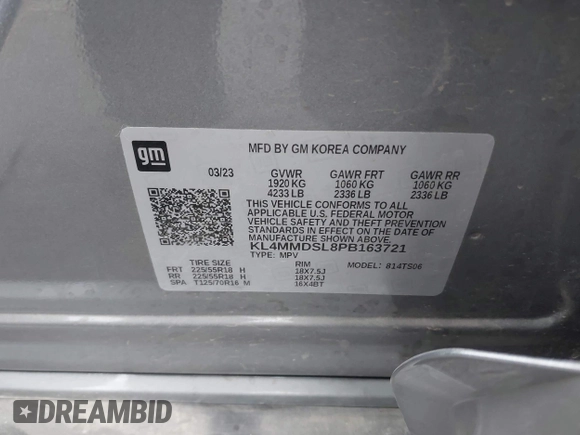 gm
MFD BY GM KOREA COMPANY
03/23 GVWR GAWR FRT GAWR RR
1920 KG 1060 KG 1060 KG
4233 LB 2336 LB 2336 LB
THIS VEHICLE CONFORMS TO ALL
APPLICABLE U.S. FEDERAL MOTOR
VEHICLE SAFETY AND THEFT PREVENTION
STANDARDS IN EFFECT ON THE DATE OF
MANUFACTURE SHOWN ABOVE.
KL4MMDSL8PB163721
TYPE: MPV MODEL: 814TS06
TIRE SIZE RIM
FRT 225/55R18 H 18X7.5J
RR 225/55R18 H 18X7.5J
SPA T125/70R16 M 16X4BT
DREAMBID